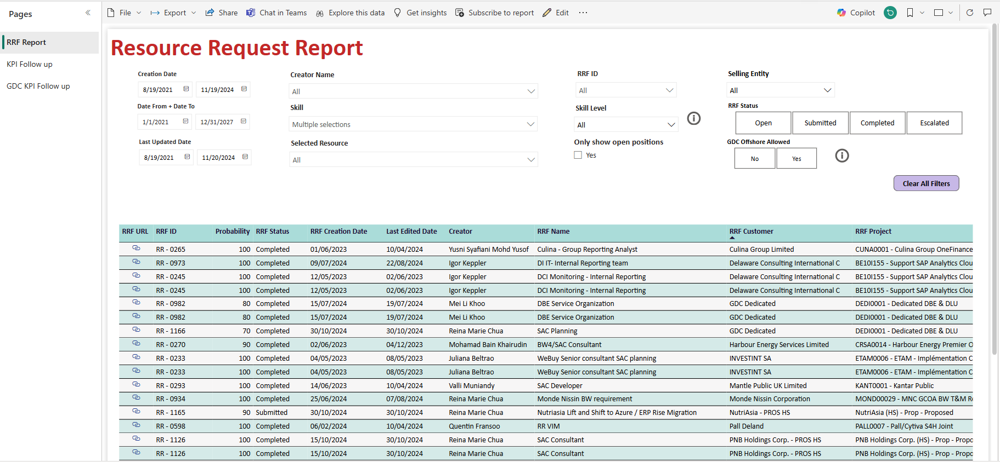 Pages
RRF Report
KPI Follow up
GDC KPI Follow up
File Export Share Chat in Teams Explore this data Get insights Subscribe to report Edit ··· Copilot
Resource Request Report
Creation Date
8/19/2021 11/19/2024
Date From + Date To
1/1/2021 12/31/2027
Last Updated Date
8/19/2021 11/20/2024
Creator Name
All
Skill
Multiple selections
Selected Resource
All
RRF ID
All
Skill Level
All
Only show open positions
Yes
Selling Entity
All
RRF Status
Open Submitted Completed Escalated
GDC Offshore Allowed
No Yes
Clear All Filters
RRF URL RRF ID Probability RRF Status RRF Creation Date Last Edited Date Creator RRF Name RRF Customer RRF Project
RR - 0265 100 Completed 01/06/2023 10/04/2024 Yusni Syafiani Mohd Yusof Culina - Group Reporting Analyst Culina Group Limited CUNA0001 - Culina Group OneFinance
RR - 0973 100 Completed 09/07/2024 22/08/2024 Igor Keppler DI IT- Internal Reporting team Delaware Consulting International C BE10I155 - Support SAP Analytics Clou
RR - 0245 100 Completed 12/05/2023 02/06/2023 Igor Keppler DCI Monitoring - Internal Reporting Delaware Consulting International C BE10I155 - Support SAP Analytics Clou
RR - 0245 100 Completed 12/05/2023 02/06/2023 Igor Keppler DCI Monitoring - Internal Reporting Delaware Consulting International C BE10I155 - Support SAP Analytics Clou
RR - 0982 80 Completed 15/07/2024 19/07/2024 Mei Li Khoo DBE Service Organization GDC Dedicated DEDI0001 - Dedicated DBE & DLU
RR - 0982 80 Completed 15/07/2024 19/07/2024 Mei Li Khoo DBE Service Organization GDC Dedicated DEDI0001 - Dedicated DBE & DLU
RR - 1166 70 Completed 30/10/2024 30/10/2024 Reina Marie Chua SAC Planning GDC Dedicated DEDI0001 - Dedicated DBE & DLU
RR - 0270 90 Completed 02/06/2023 04/12/2023 Mohamad Bain Khairudin BW4/SAC Consultant Harbour Energy Services Limited CRSA0014 - Harbour Energy Premier O
RR - 0233 100 Completed 04/05/2023 08/05/2023 Juliana Beltrao WeBuy Senior consultant SAC planning INVESTINT SA ETAM0006 - ETAM - Implémentation C
RR - 0233 100 Completed 04/05/2023 08/05/2023 Juliana Beltrao WeBuy Senior consultant SAC planning INVESTINT SA ETAM0006 - ETAM - Implémentation C
RR - 0293 100 Completed 14/06/2023 10/04/2024 Valli Muniandy SAC Developer Mantle Public UK Limited KANT0001 - Kantar Public
RR - 0934 100 Completed 25/06/2024 07/08/2024 Reina Marie Chua Monde Nissin BW requirement Monde Nissin Corporation MOND00029 - MNC GCOA BW T&M R
RR - 1165 90 Submitted 30/10/2024 30/10/2024 Reina Marie Chua Nutriasia Lift and Shift to Azure / ERP Rise Migration NutriAsia - PROS HS NutriAsia (HS) - Prop - Proposed
RR - 0598 100 Completed 06/02/2024 10/04/2024 Quentin Fransoo RR VIM Pall Deland PALL0007 - Pall/Cytiva S4H Joint
RR - 1126 100 Completed 15/10/2024 30/10/2024 Reina Marie Chua SAC Consultant PNB Holdings Corp. - PROS HS PNB Holdings Corp. (HS) - Prop - Propo
RR - 1126 100 Completed 15/10/2024 30/10/2024 Reina Marie Chua SAC Consultant PNB Holdings Corp. - PROS HS PNB Holdings Corp. (HS) - Prop - Propo